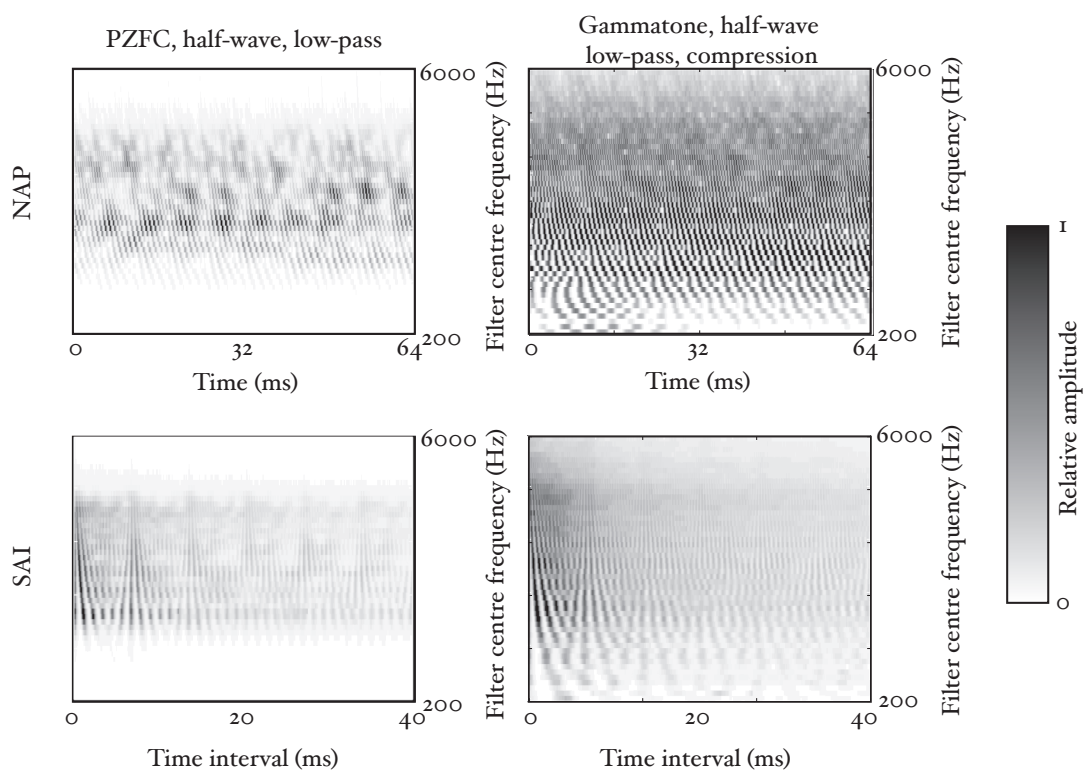 PZFC, half-wave, low-pass
Gammatone, half-wave
low-pass, compression
NAP
6000
200
Filter centre frequency (Hz)
0
32
64
Time (ms)
6000
200
Filter centre frequency (Hz)
0
32
64
Time (ms)
SAI
6000
200
Filter centre frequency (Hz)
0
20
40
Time interval (ms)
6000
200
Filter centre frequency (Hz)
0
20
40
Time interval (ms)
1
0
Relative amplitude